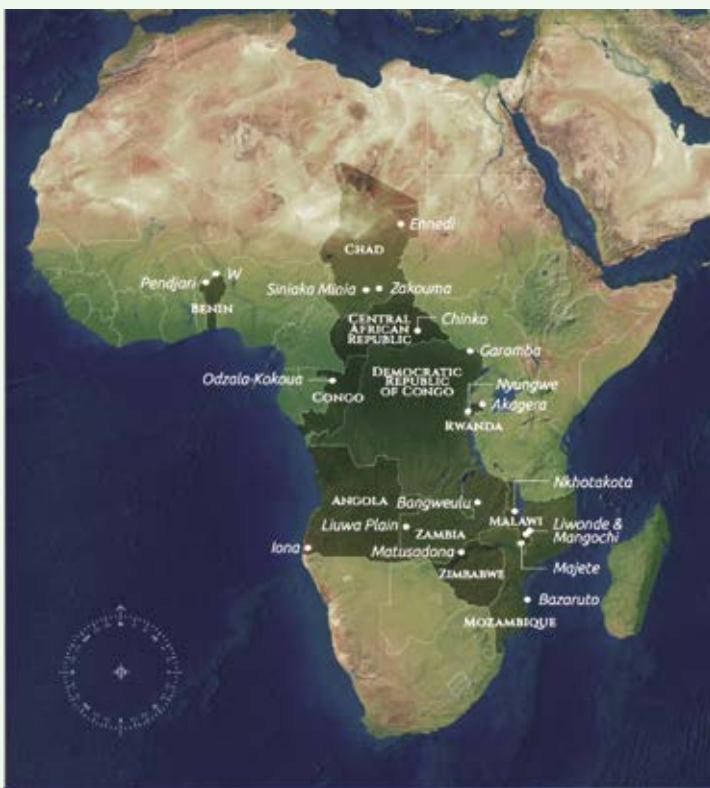 Ennedi
CHAD
W
Pendjari
BENIN
Siniaka Minia
Zakouma
CENTRAL
AFRICAN
REPUBLIC
Chinko
Garamba
Odzala-Kokoua
CONGO
DEMOCRATIC
REPUBLIC
OF CONGO
Nyungwe
Akagera
RWANDA
Nkhotakota
ANGOLA
Bangweulu
MALAWI
Liwonde &
Mangochi
Liuwa Plain
ZAMBIA
Iona
Matusadona
Majete
ZIMBABWE
Bazaruto
MOZAMBIQUE